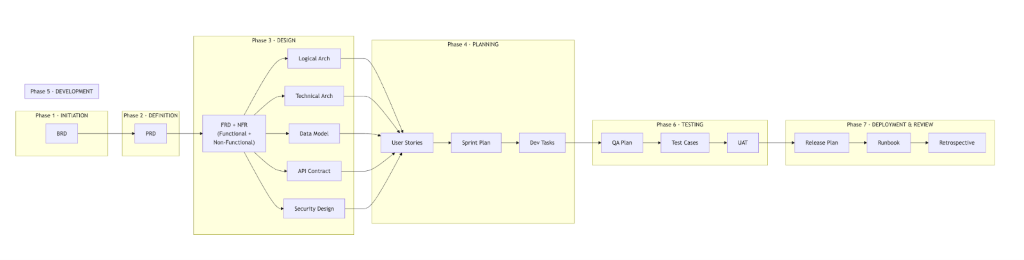 Phase 5 - DEVELOPMENT
Phase 1 - INITIATION
BRD
Phase 2 - DEFINITION
PRD
Phase 3 - DESIGN
FRD + NFR
(Functional +
Non-Functional)
Logical Arch
Technical Arch
Data Model
API Contract
Security Design
Phase 4 - PLANNING
User Stories
Sprint Plan
Dev Tasks
Phase 6 - TESTING
QA Plan
Test Cases
UAT
Phase 7 - DEPLOYMENT & REVIEW
Release Plan
Runbook
Retrospective